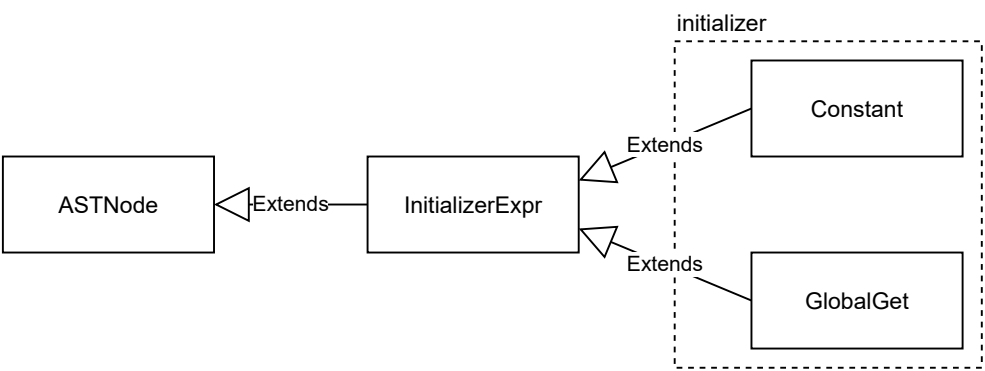 initializer
Constant
Extends
ASTNode
Extends
InitializerExpr
Extends
GlobalGet